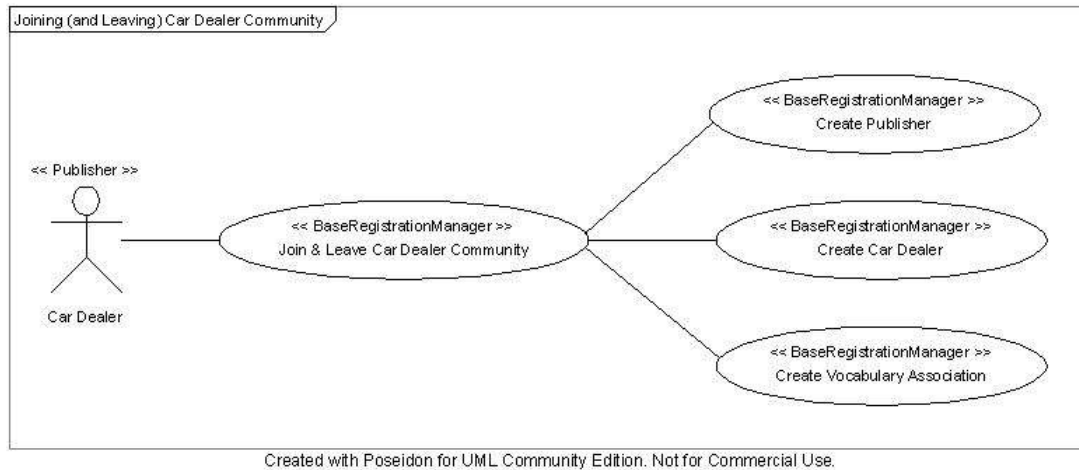 Joining (and Leaving) Car Dealer Community
<< BaseRegistrationManager >>
Create Publisher
<< Publisher >>
<< BaseRegistrationManager >>
Join & Leave Car Dealer Community
<< BaseRegistrationManager >>
Create Car Dealer
Car Dealer
<< BaseRegistrationManager >>
Create Vocabulary Association
Created with Poseidon for UML Community Edition. Not for Commercial Use.